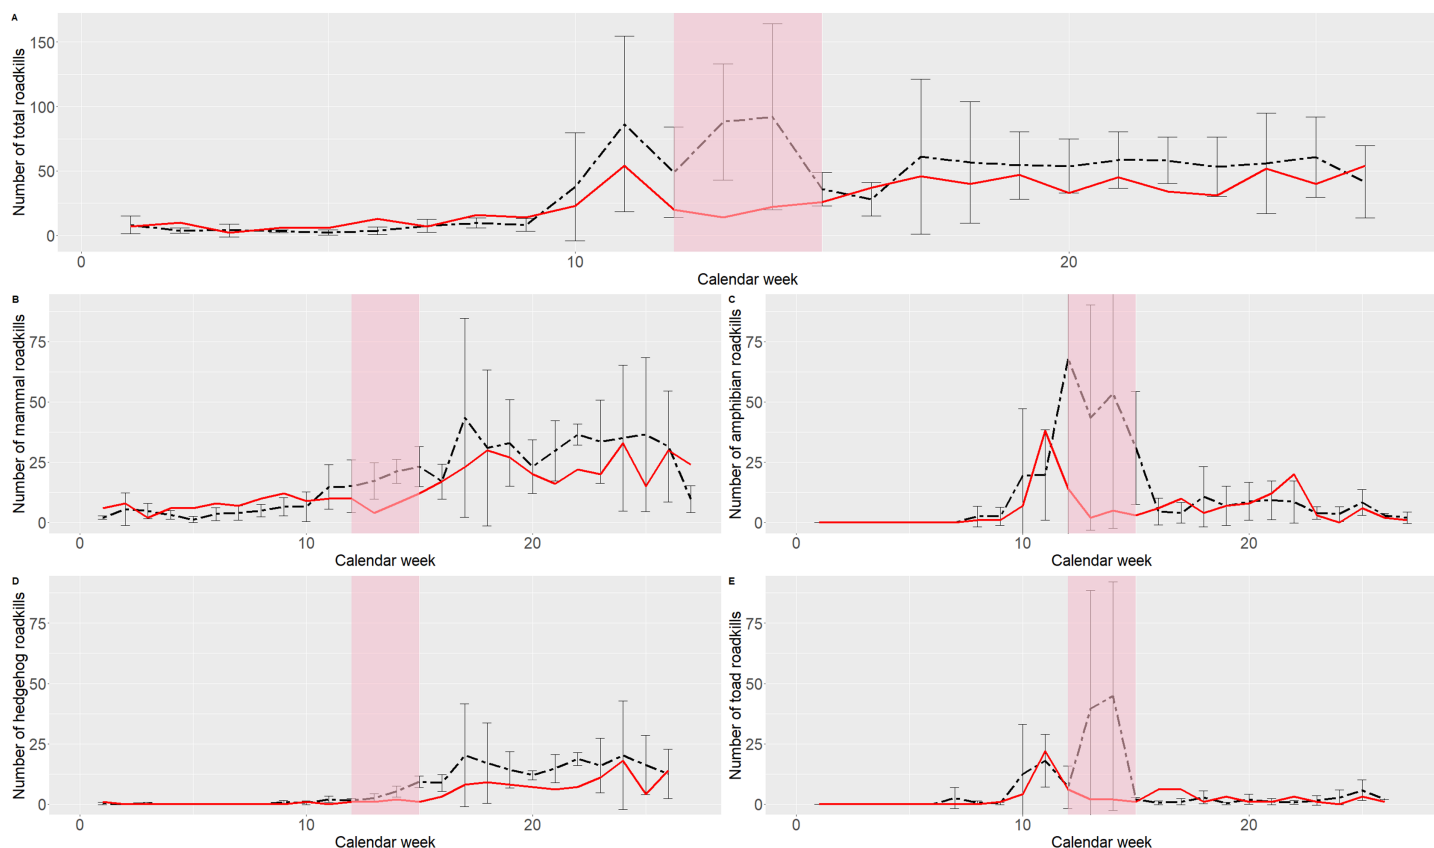 A
Number of total roadkills
150
100
50
0
0
10
20
Calendar week
B
Number of mammal roadkills
75
50
25
0
0
10
20
Calendar week
C
Number of amphibian roadkills
75
50
25
0
0
10
20
Calendar week
D
Number of hedgehog roadkills
75
50
25
0
0
10
20
Calendar week
E
Number of toad roadkills
75
50
25
0
0
10
20
Calendar week